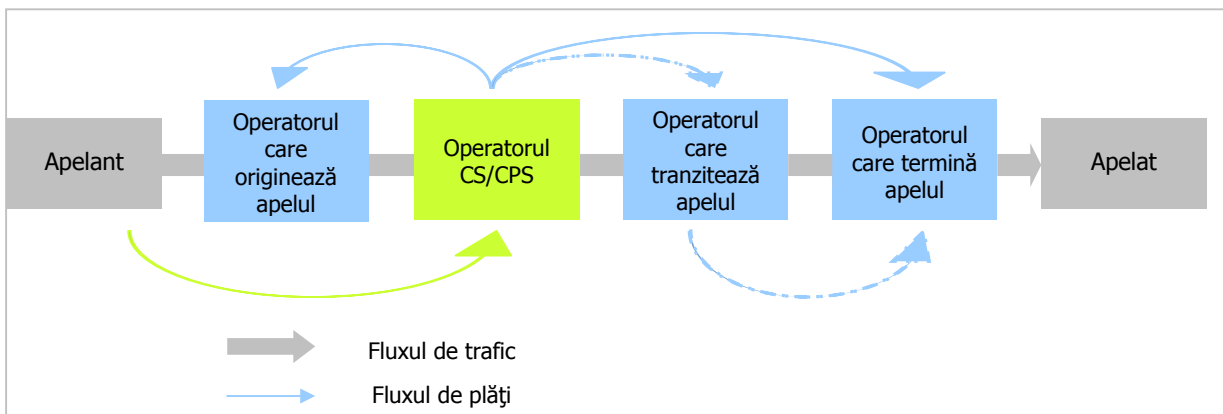 Apelant
Operatorul
care
originează
apelul
Operatorul
CS/CPS
Operatorul
care
tranzitează
apelul
Operatorul
care termină
apelul
Apelat
Fluxul de trafic
Fluxul de plăţi